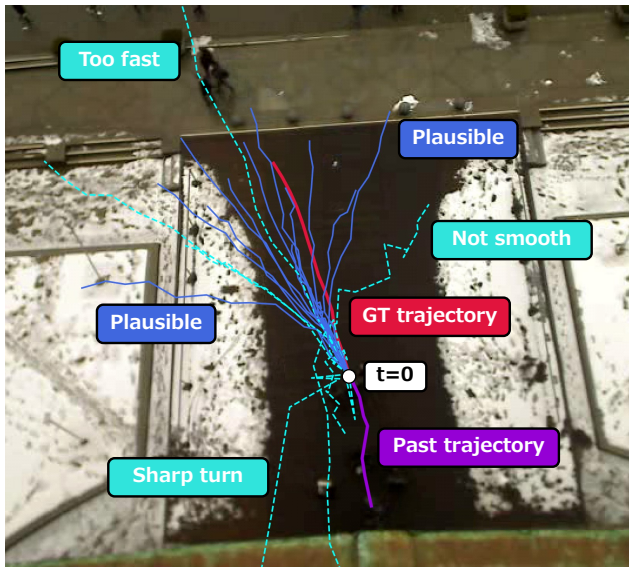 Too fast
Plausible
Not smooth
GT trajectory
Plausible
t=0
Past trajectory
Sharp turn